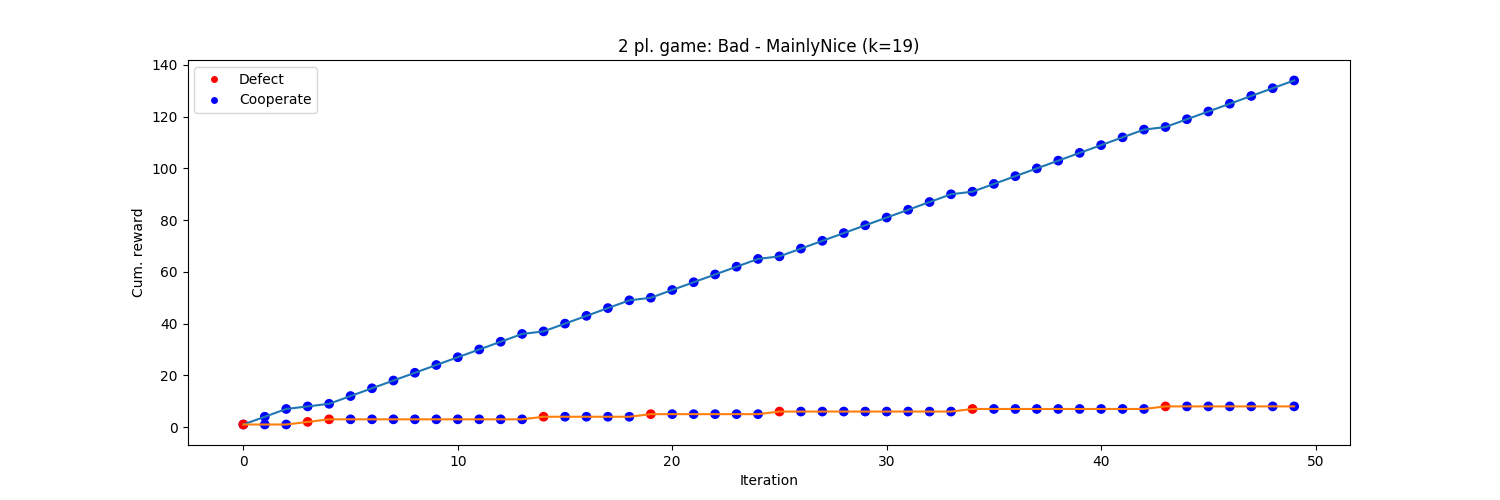 2 pl. game: Bad - MainlyNice (k=19)
Defect
Cooperate
140
120
100
80
60
40
20
0
Cum. reward
0 10 20 30 40 50
Iteration